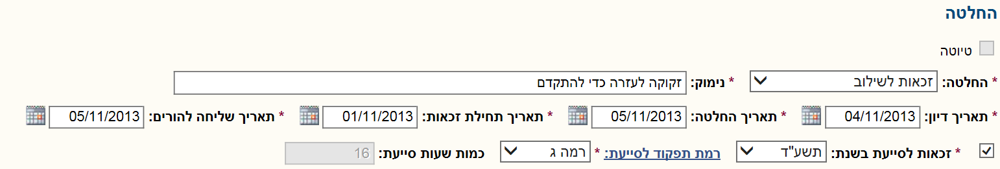 החלטה
טיוטה
* החלטה: זכאות לשילוב * נימוק: זקוקה לעזרה כדי להתקדם
* תאריך דיון: 04/11/2013 * תאריך החלטה: 05/11/2013 * תאריך תחילת זכאות: 01/11/2013 * תאריך שליחה להורים: 05/11/2013
* זכאות לסייעת בשנת: תשע"ד רמת תפקוד לסייעת: * רמה ג כמות שעות סייעת: 16